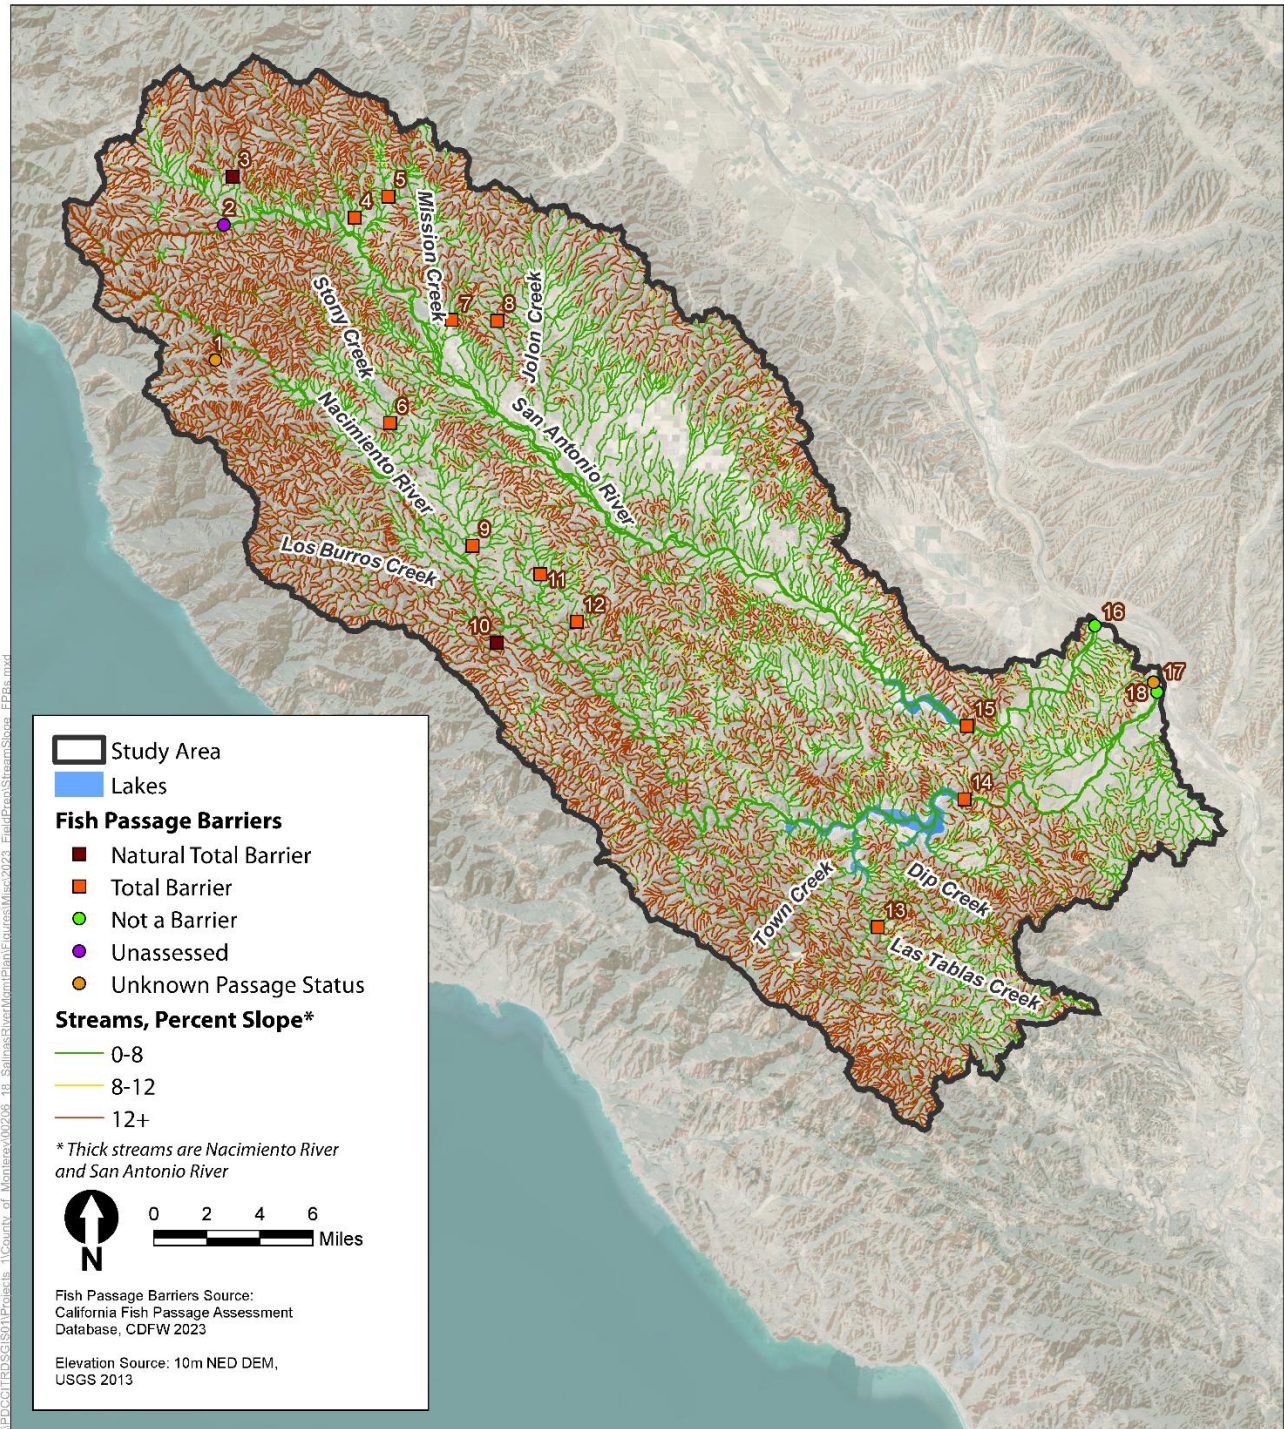 3
5
4
2
Mission Creek
7
8
Jolon Creek
Stony Creek
1
6
Nacimiento River
San Antonio River
9
Los Burros Creek
11
12
10
16
17
18
15
14
Town Creek
Dip Creek
13
Las Tablas Creek
Study Area
Lakes
Fish Passage Barriers
Natural Total Barrier
Total Barrier
Not a Barrier
Unassessed
Unknown Passage Status
Streams, Percent Slope*
0-8
8-12
12+
* Thick streams are Nacimiento River
and San Antonio River
N
0 2 4 6
Miles
Fish Passage Barriers Source:
California Fish Passage Assessment
Database, CDFW 2023
Elevation Source: 10m NED DEM,
USGS 2013